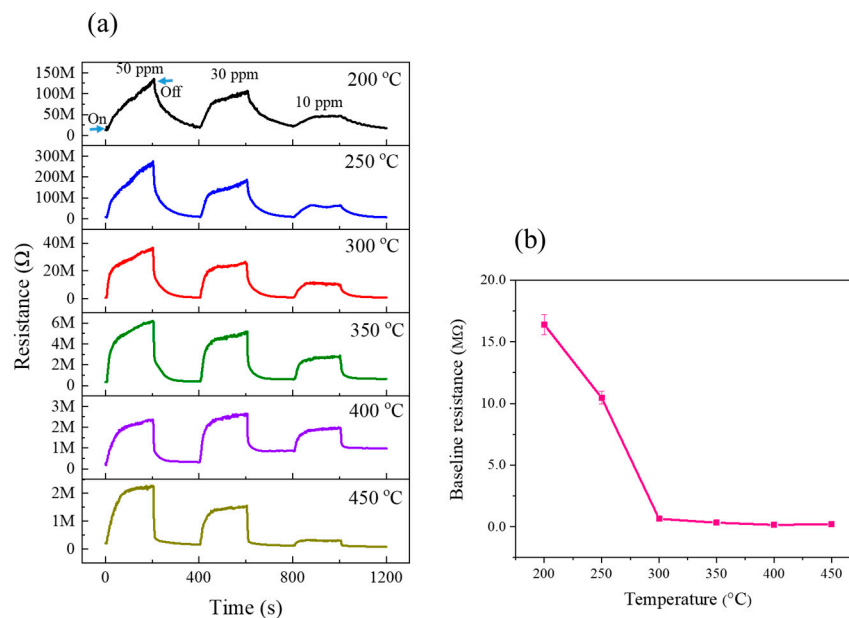 (a)
50 ppm
30 ppm
10 ppm
On
Off
200 °C
150M
100M
50M
0
250 °C
300M
200M
100M
0
300 °C
40M
20M
0
350 °C
6M
4M
2M
0
400 °C
3M
2M
1M
0
450 °C
2M
1M
0
0 400 800 1200
Resistance (Ω)
Time (s)
(b)
20.0
15.0
10.0
5.0
0.0
200 250 300 350 400 450
Baseline resistance (MΩ)
Temperature (°C)